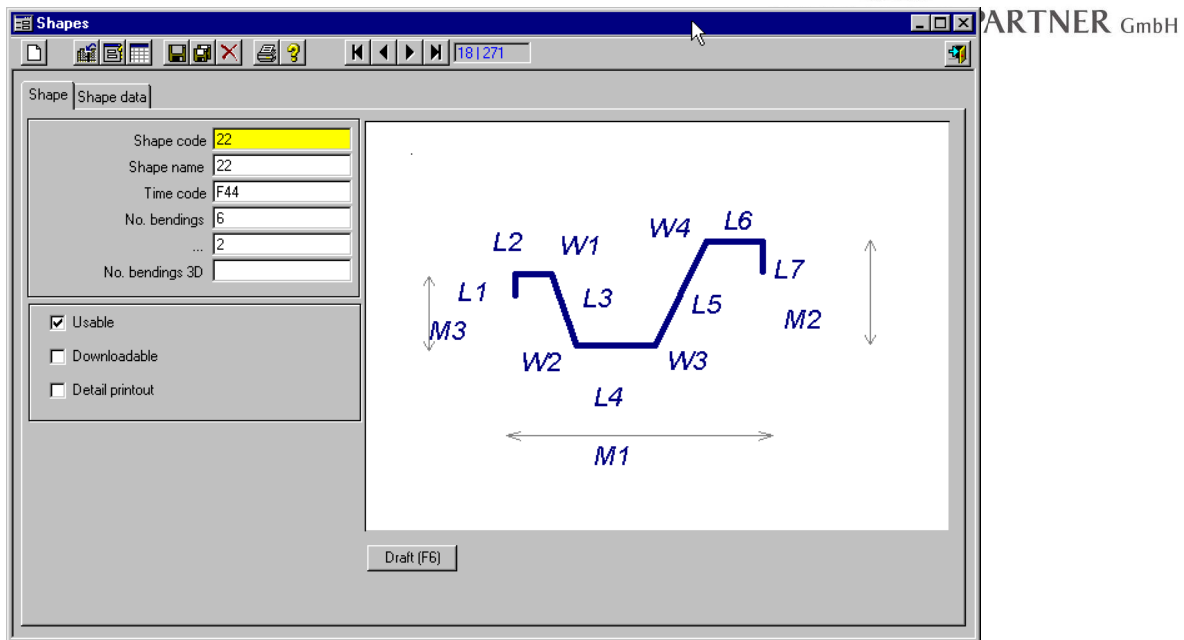 Shapes
PARTNER GmbH
18|271
Shape Shape data
Shape code 22
Shape name 22
Time code F44
No. bendings 6
... 2
No. bendings 3D
Usable
Downloadable
Detail printout
L2 W1 W4 L6
L1 L3 L5 L7
M3 M2
W2 W3
L4
M1
Draft (F6)